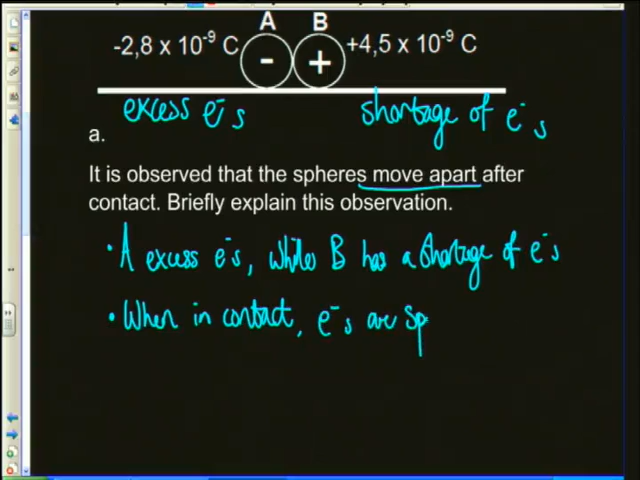 A B
-2,8 x 10⁻⁹ C - + +4,5 x 10⁻⁹ C
excess e⁻s shortage of e⁻s
a.
It is observed that the spheres move apart after
contact. Briefly explain this observation.
• A excess e⁻s, whiles B has a shortage of e⁻s
• When in contact, e⁻s are sp